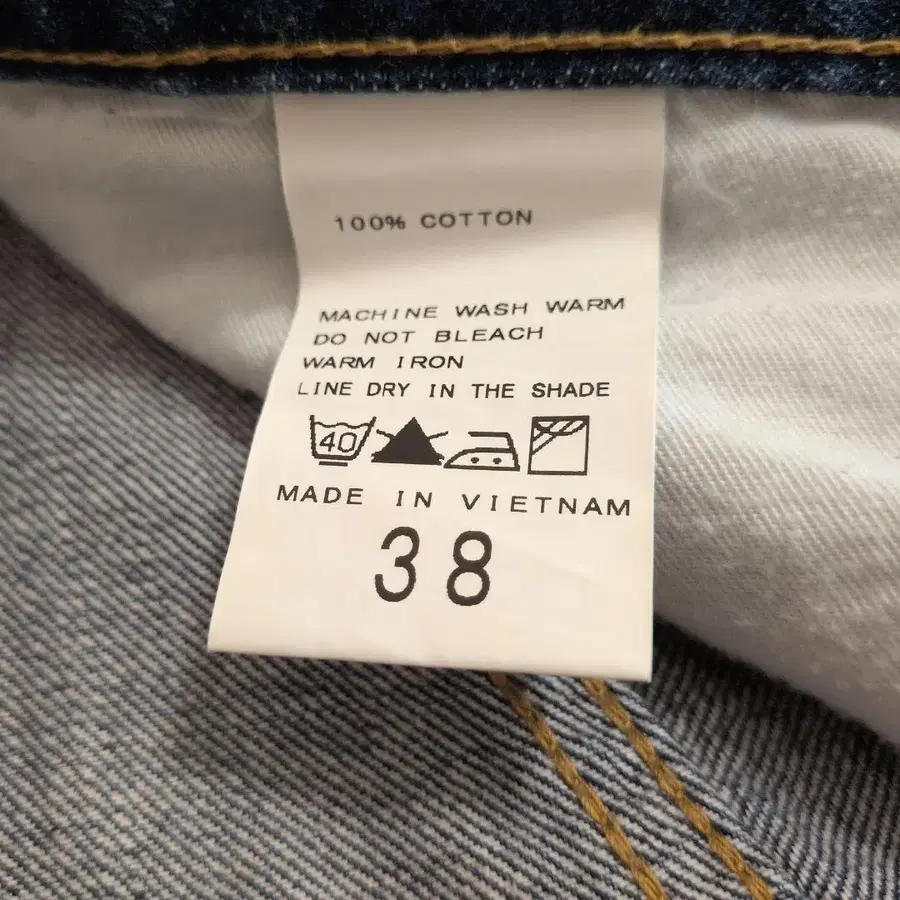 100% COTTON
MACHINE WASH WARM
DO NOT BLEACH
WARM IRON
LINE DRY IN THE SHADE
40
MADE IN VIETNAM
38